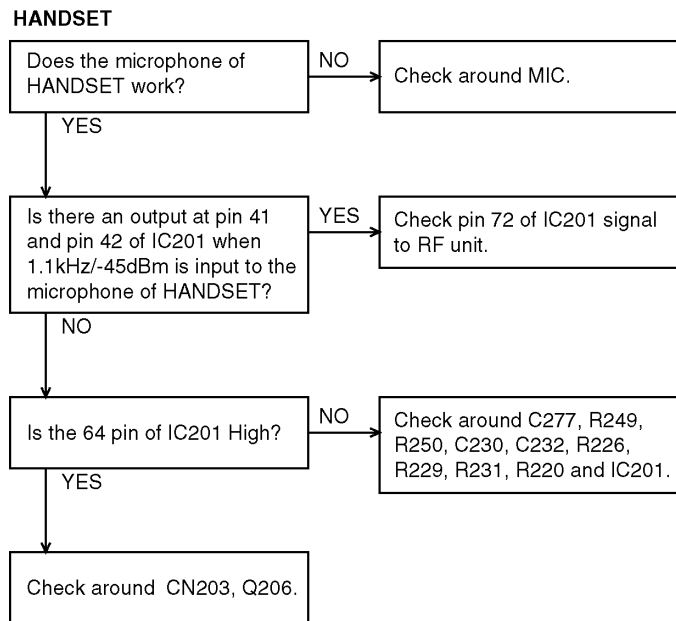 HANDSET
Does the microphone of
HANDSET work?
NO
Check around MIC.
YES
Is there an output at pin 41
and pin 42 of IC201 when
1.1kHz/-45dBm is input to the
microphone of HANDSET?
YES
Check pin 72 of IC201 signal
to RF unit.
NO
Is the 64 pin of IC201 High?
NO
Check around C277, R249,
R250, C230, C232, R226,
R229, R231, R220 and IC201.
YES
Check around CN203, Q206.